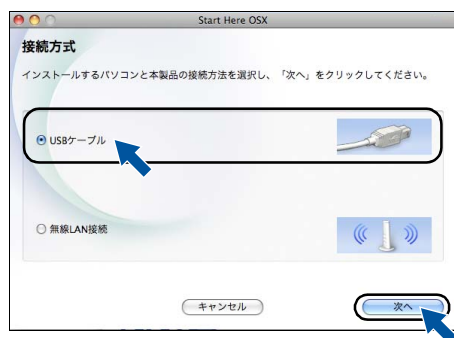 Start Here OSX
接続方式
インストールするパソコンと本製品の接続方法を選択し、「次へ」をクリックしてください。
USBケーブル
無線LAN接続
キャンセル
次へ